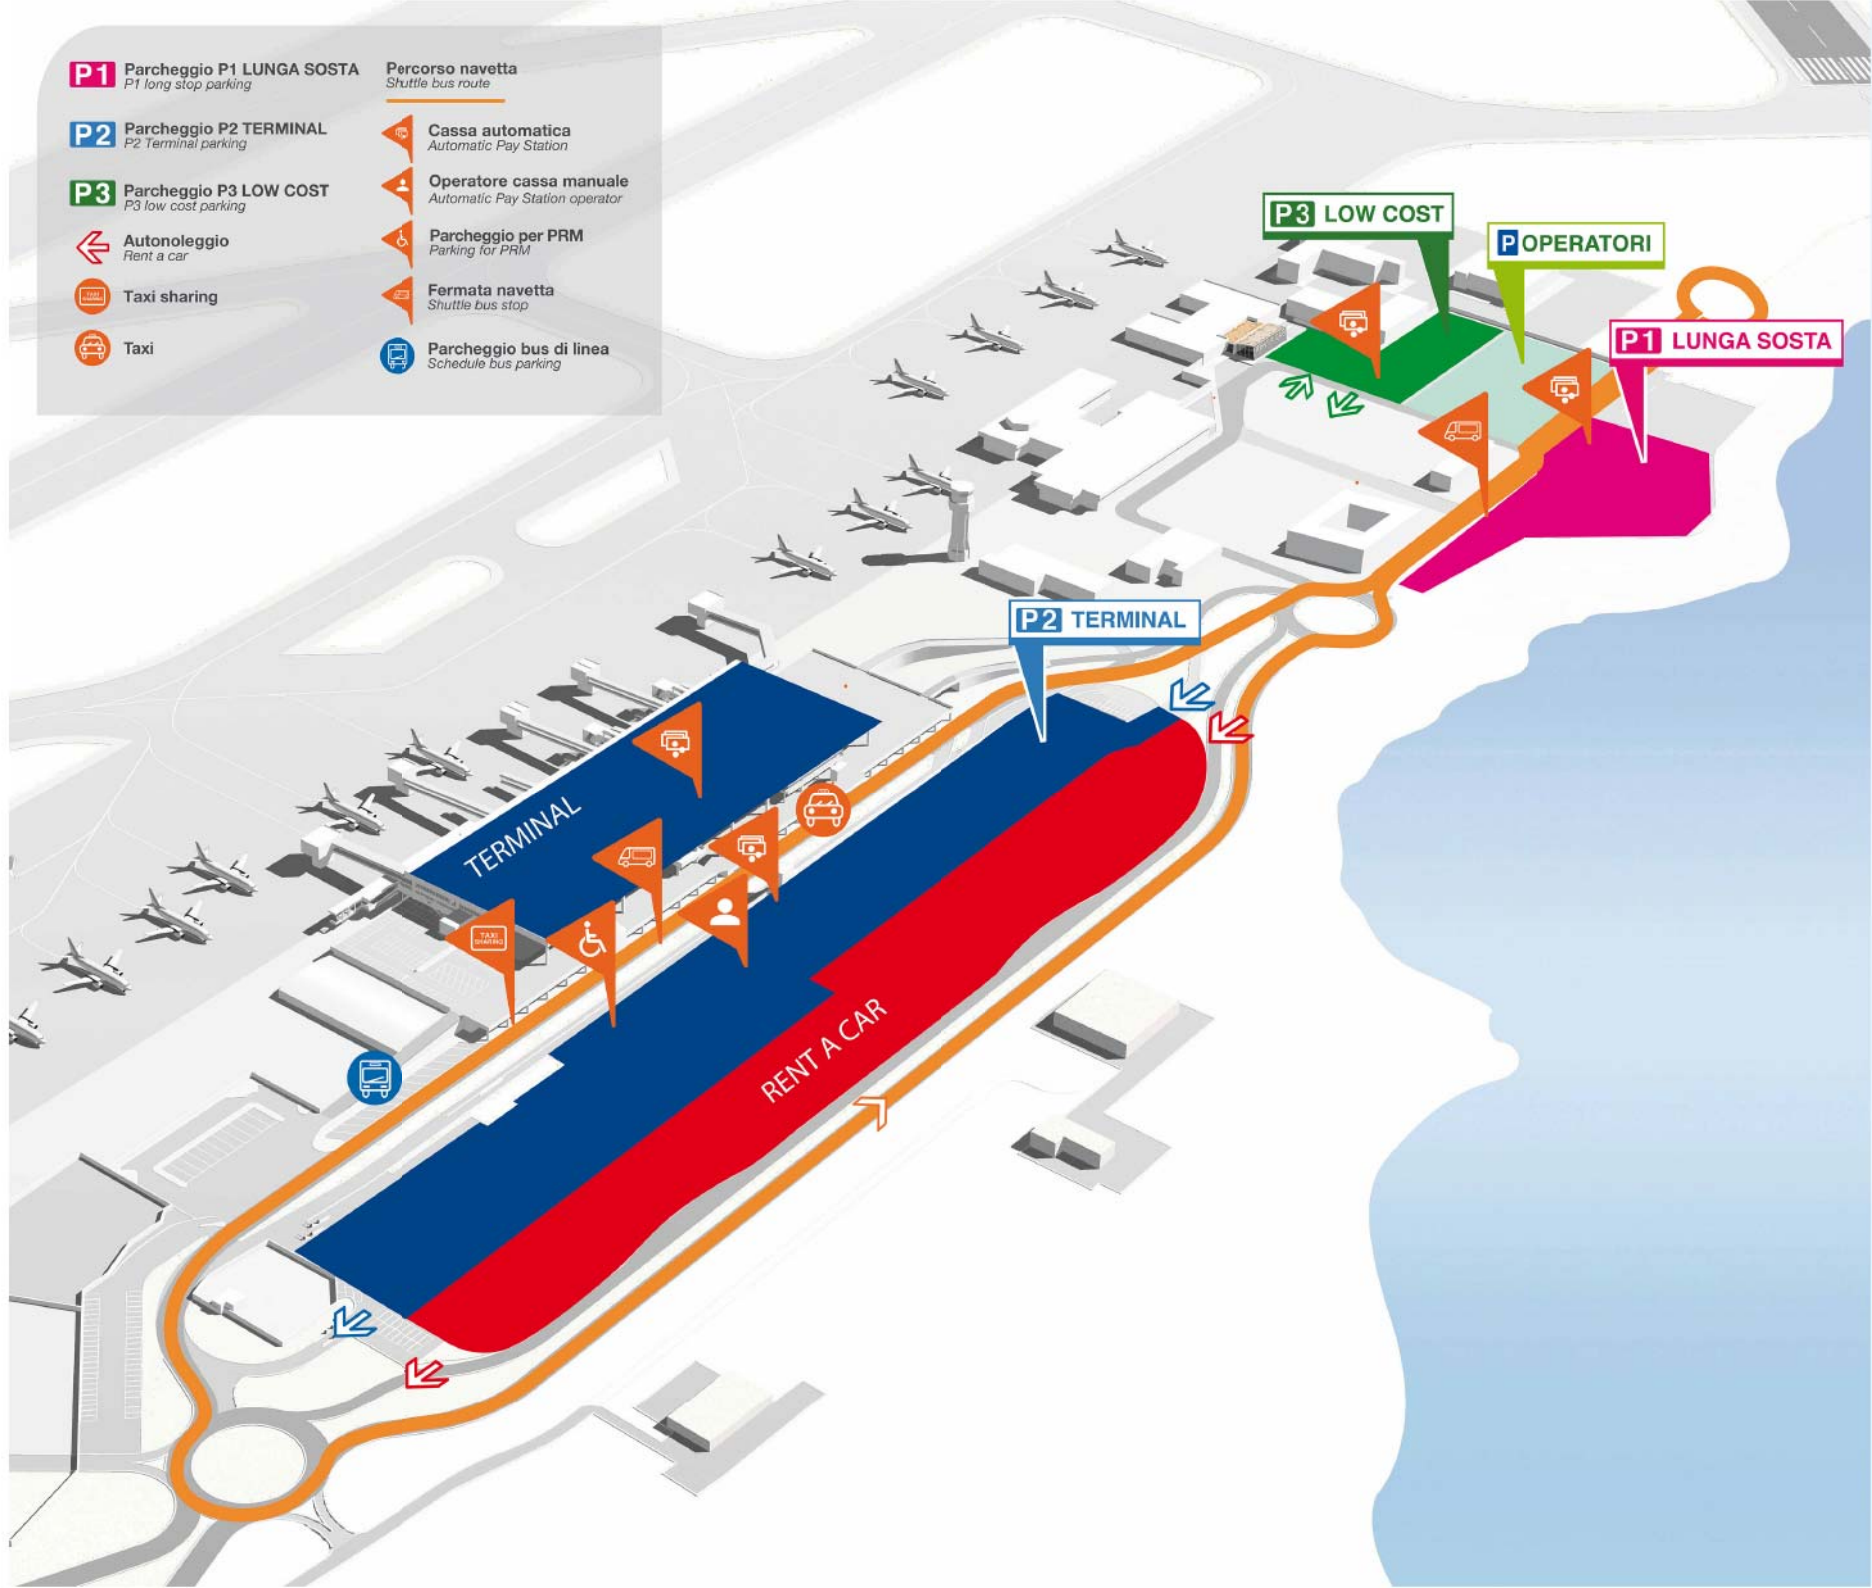 P1 Parcheggio P1 LUNGA SOSTA
P1 long stop parking
P2 Parcheggio P2 TERMINAL
P2 Terminal parking
P3 Parcheggio P3 LOW COST
P3 low cost parking
Autonoleggio
Rent a car
TAXI
SHARING
Taxi sharing
Taxi
Percorso navetta
Shuttle bus route
Cassa automatica
Automatic Pay Station
Operatore cassa manuale
Automatic Pay Station operator
Parcheggio per PRM
Parking for PRM
Fermata navetta
Shuttle bus stop
Parcheggio bus di linea
Schedule bus parking
P3 LOW COST
P OPERATORI
P1 LUNGA SOSTA
P2 TERMINAL
TERMINAL
TAXI
SHARING
RENT A CAR